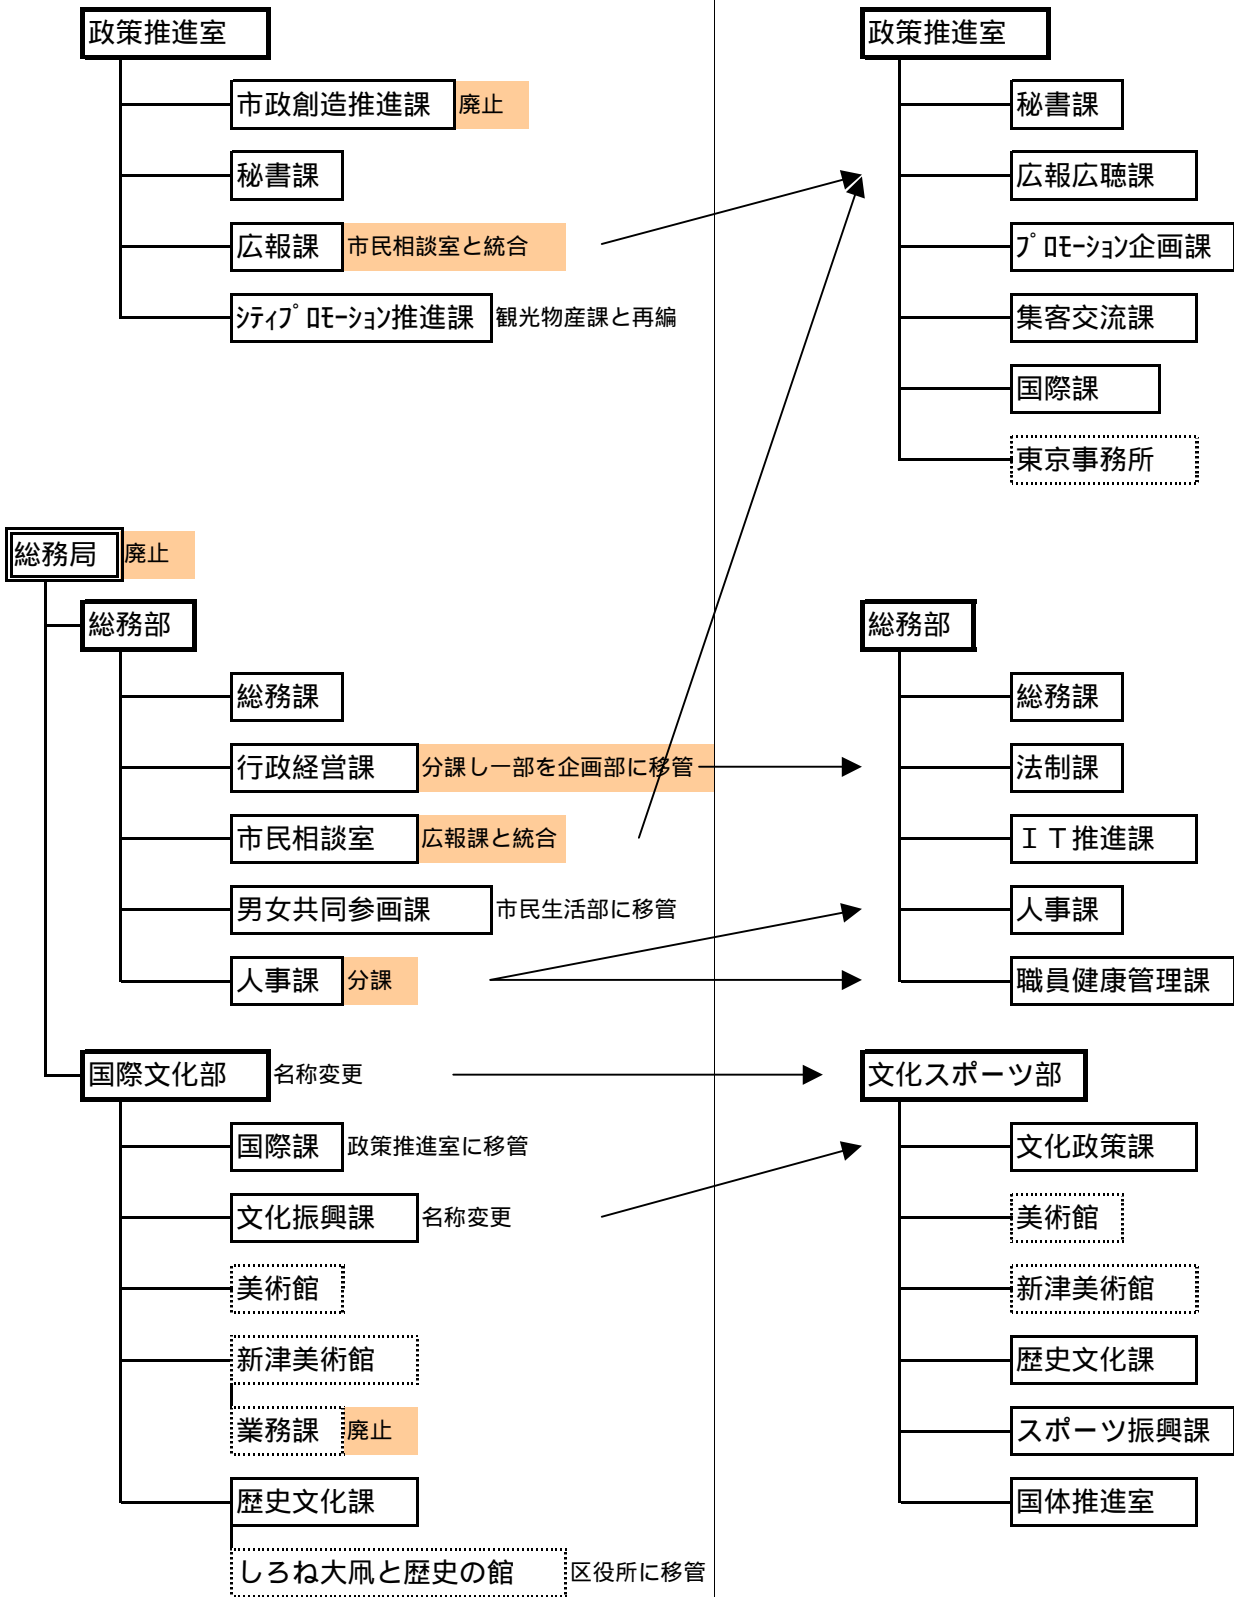 政策推進室
市政創造推進課 廃止
秘書課
広報課 市民相談室と統合
ｼﾃｨﾌﾟﾛﾓｰｼｮﾝ推進課 観光物産課と再編
総務局 廃止
総務部
総務課
行政経営課 分課し一部を企画部に移管
市民相談室 広報課と統合
男女共同参画課 市民生活部に移管
人事課 分課
国際文化部 名称変更
国際課 政策推進室に移管
文化振興課 名称変更
美術館
新津美術館
業務課 廃止
歴史文化課
しろね大凧と歴史の館 区役所に移管
政策推進室
秘書課
広報広聴課
ﾌﾟﾛﾓｰｼｮﾝ企画課
集客交流課
国際課
東京事務所
総務部
総務課
法制課
ＩＴ推進課
人事課
職員健康管理課
文化スポーツ部
文化政策課
美術館
新津美術館
歴史文化課
スポーツ振興課
国体推進室